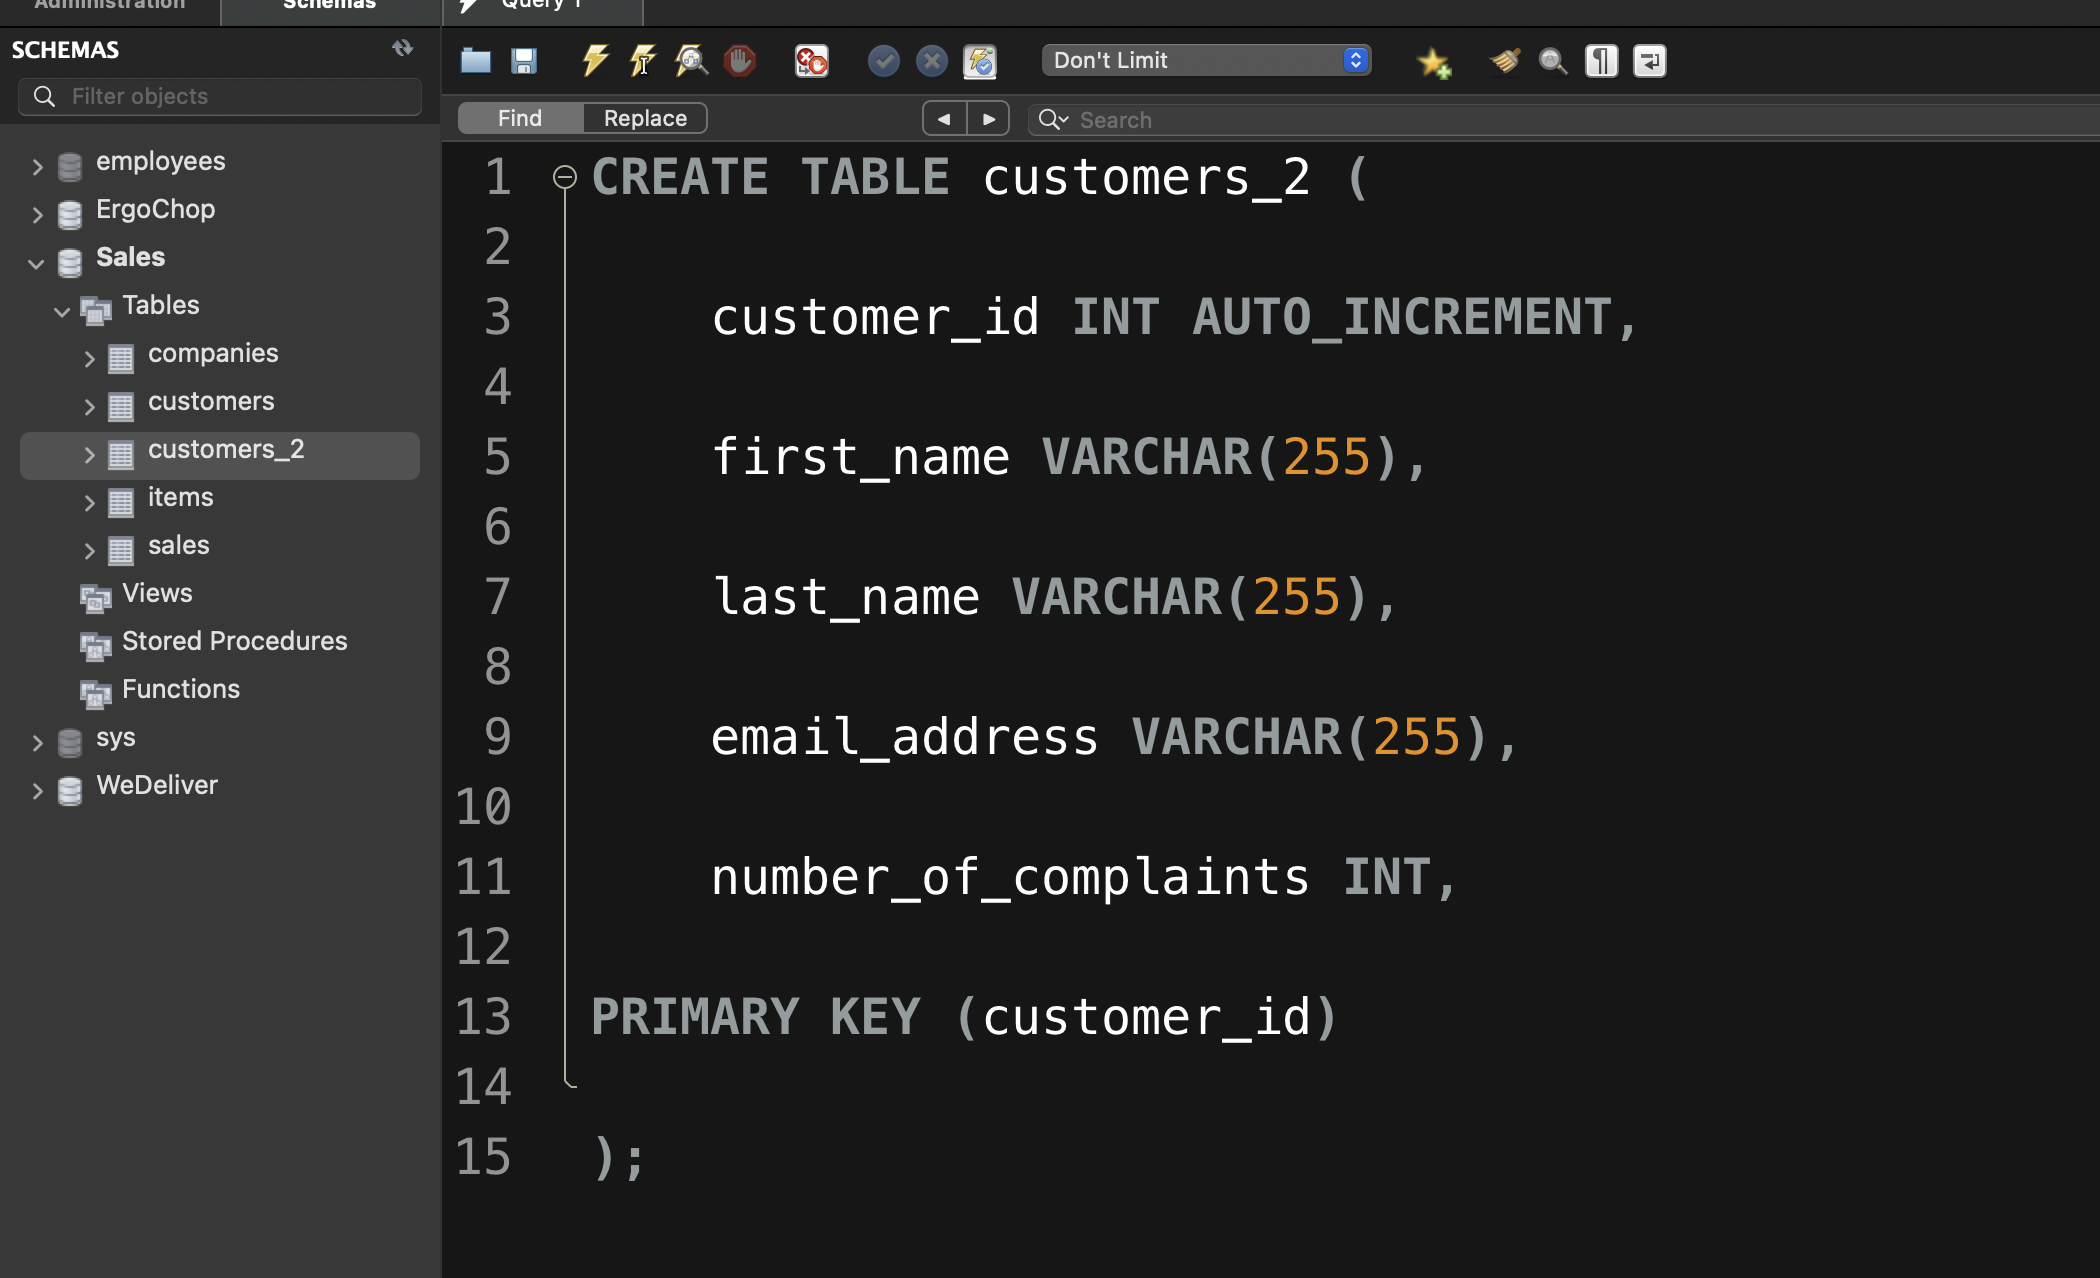 Administration
Schemas
Query 1
SCHEMAS
Filter objects
Don't Limit
Find
Replace
Search
employees
ErgoChop
Sales
Tables
companies
customers
customers_2
items
sales
Views
Stored Procedures
Functions
sys
WeDeliver
1 CREATE TABLE customers_2 (
2
3 customer_id INT AUTO_INCREMENT,
4
5 first_name VARCHAR(255),
6
7 last_name VARCHAR(255),
8
9 email_address VARCHAR(255),
10
11 number_of_complaints INT,
12
13 PRIMARY KEY (customer_id)
14
15 );